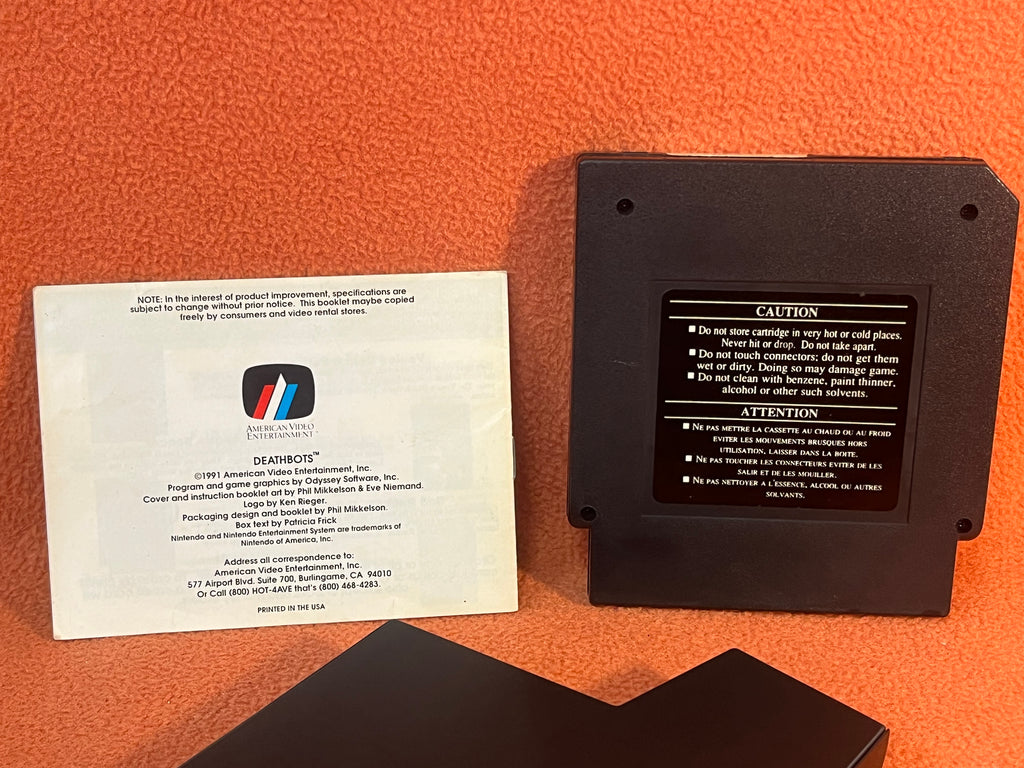 NOTE: In the interest of product improvement, specifications are
subject to change without prior notice. This booklet maybe copied
freely by consumers and video rental stores.
AMERICAN VIDEO
ENTERTAINMENT™
DEATHBOTS™
©1991 American Video Entertainment, Inc.
Program and game graphics by Odyssey Software, Inc.
Cover and instruction booklet art by Phil Mikkelson & Eve Niemand.
Logo by Ken Rieger.
Packaging design and booklet by Phil Mikkelson.
Box text by Patricia Frick
Nintendo and Nintendo Entertainment System are trademarks of
Nintendo of America, Inc.
Address all correspondence to:
American Video Entertainment, Inc.
577 Airport Blvd. Suite 700, Burlingame, CA 94010
Or Call (800) HOT-4AVE that's (800) 468-4283.
PRINTED IN THE USA
CAUTION
Do not store cartridge in very hot or cold places.
Never hit or drop. Do not take apart.
Do not touch connectors; do not get them
wet or dirty. Doing so may damage game.
Do not clean with benzene, paint thinner,
alcohol or other such solvents.
ATTENTION
NE PAS METTRE LA CASSETTE AU CHAUD OU AU FROID
EVITER LES MOUVEMENTS BRUSQUES HORS
UTILISATION, LAISSER DANS LA BOITE.
NE PAS TOUCHER LES CONNECTEURS EVITER DE LES
SALIR ET DE LES MOUILLER.
NE PAS NETTOYER A L'ESSENCE, ALCOOL OU AUTRES
SOLVANTS.